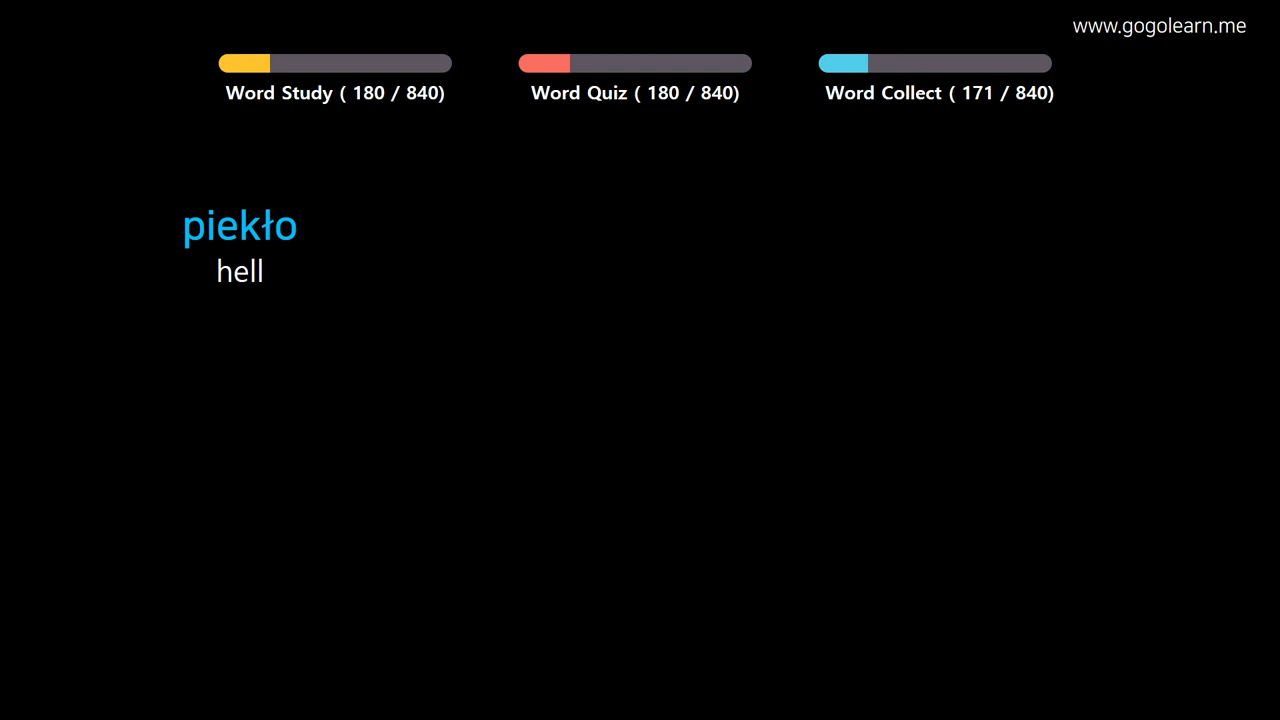 www.gogolearn.me
Word Study ( 180 / 840)
Word Quiz ( 180 / 840)
Word Collect ( 171 / 840)
piekło
hell